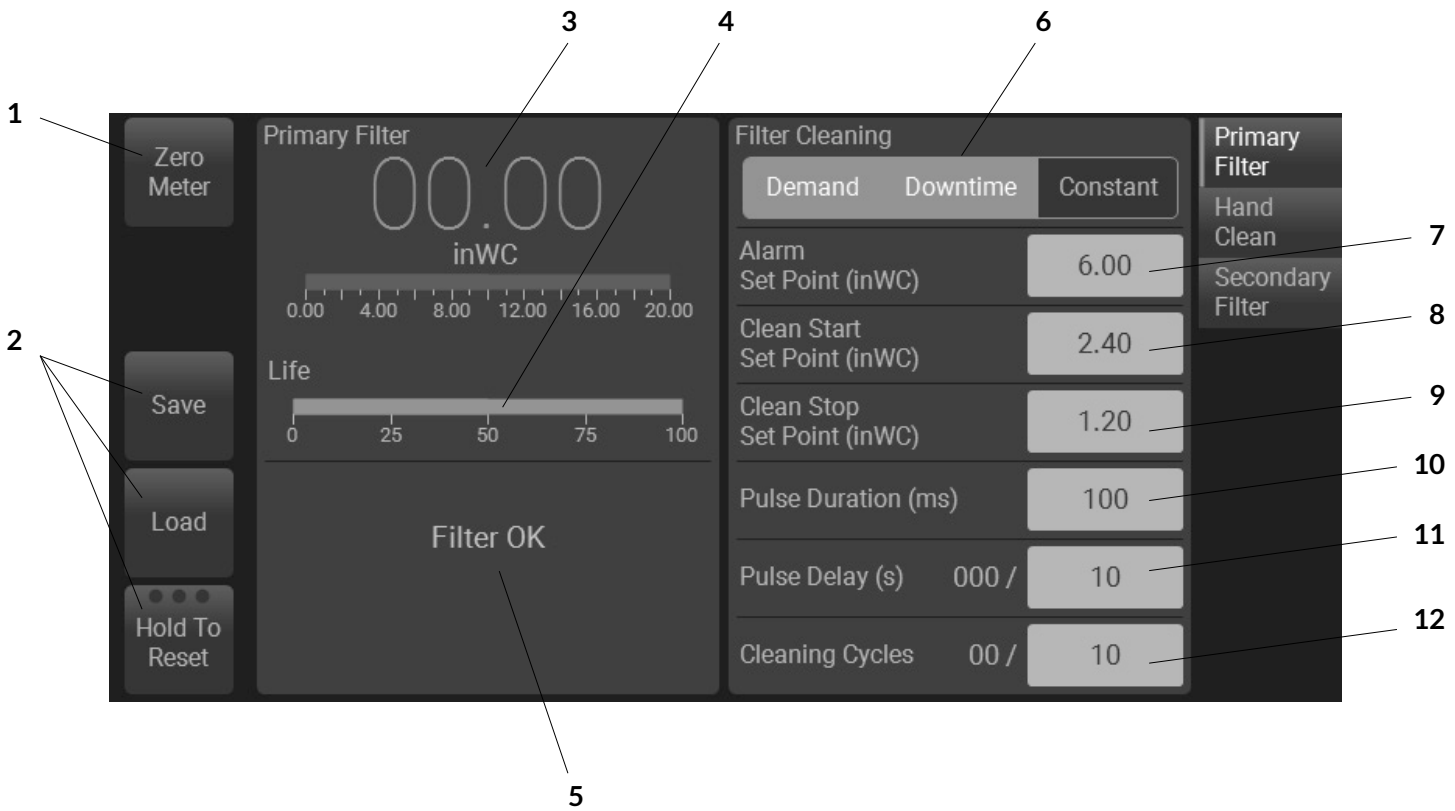 3
4
6
1
Zero
Meter
Primary Filter
00.00
inWC
0.00 4.00 8.00 12.00 16.00 20.00
Filter Cleaning
Demand Downtime Constant
Primary
Filter
Hand
Clean
Secondary
Filter
Alarm
Set Point (inWC)
6.00
7
Clean Start
Set Point (inWC)
2.40
8
2
Save
Load
Hold To
Reset
Life
0 25 50 75 100
Clean Stop
Set Point (inWC)
1.20
9
Filter OK
Pulse Duration (ms)
100
10
Pulse Delay (s) 000 / 10
11
Cleaning Cycles 00 / 10
12
5